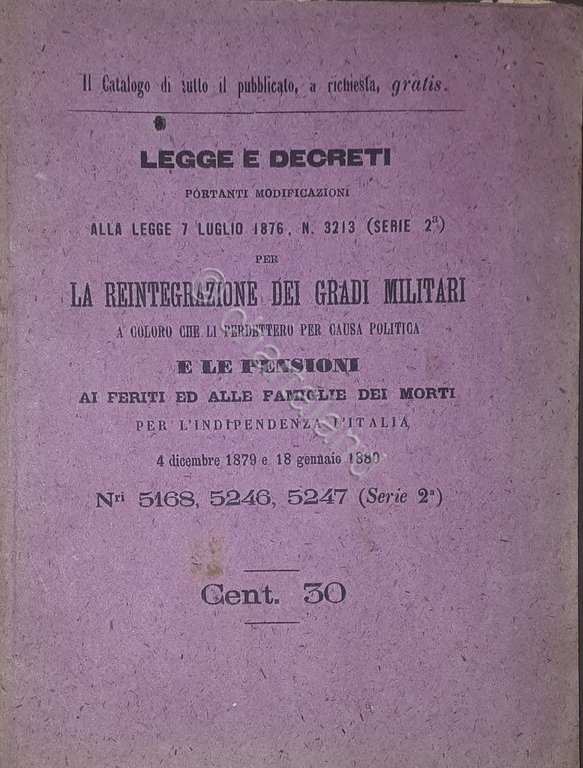 Il Catalogo di tutto il pubblicato, a richiesta, gratis.
LEGGE E DECRETI
PORTANTI MODIFICAZIONI
ALLA LEGGE 7 LUGLIO 1876, N. 3213 (SERIE 2ª)
PER
LA REINTEGRAZIONE DEI GRADI MILITARI
A COLORO CHE LI PERDETTERO PER CAUSA POLITICA
E LE PENSIONI
AI FERITI ED ALLE FAMIGLIE DEI MORTI
PER L'INDIPENDENZA D'ITALIA
4 dicembre 1879 e 18 gennaio 1880
Nri 5168, 5246, 5247 (Serie 2ª)
Cent. 30